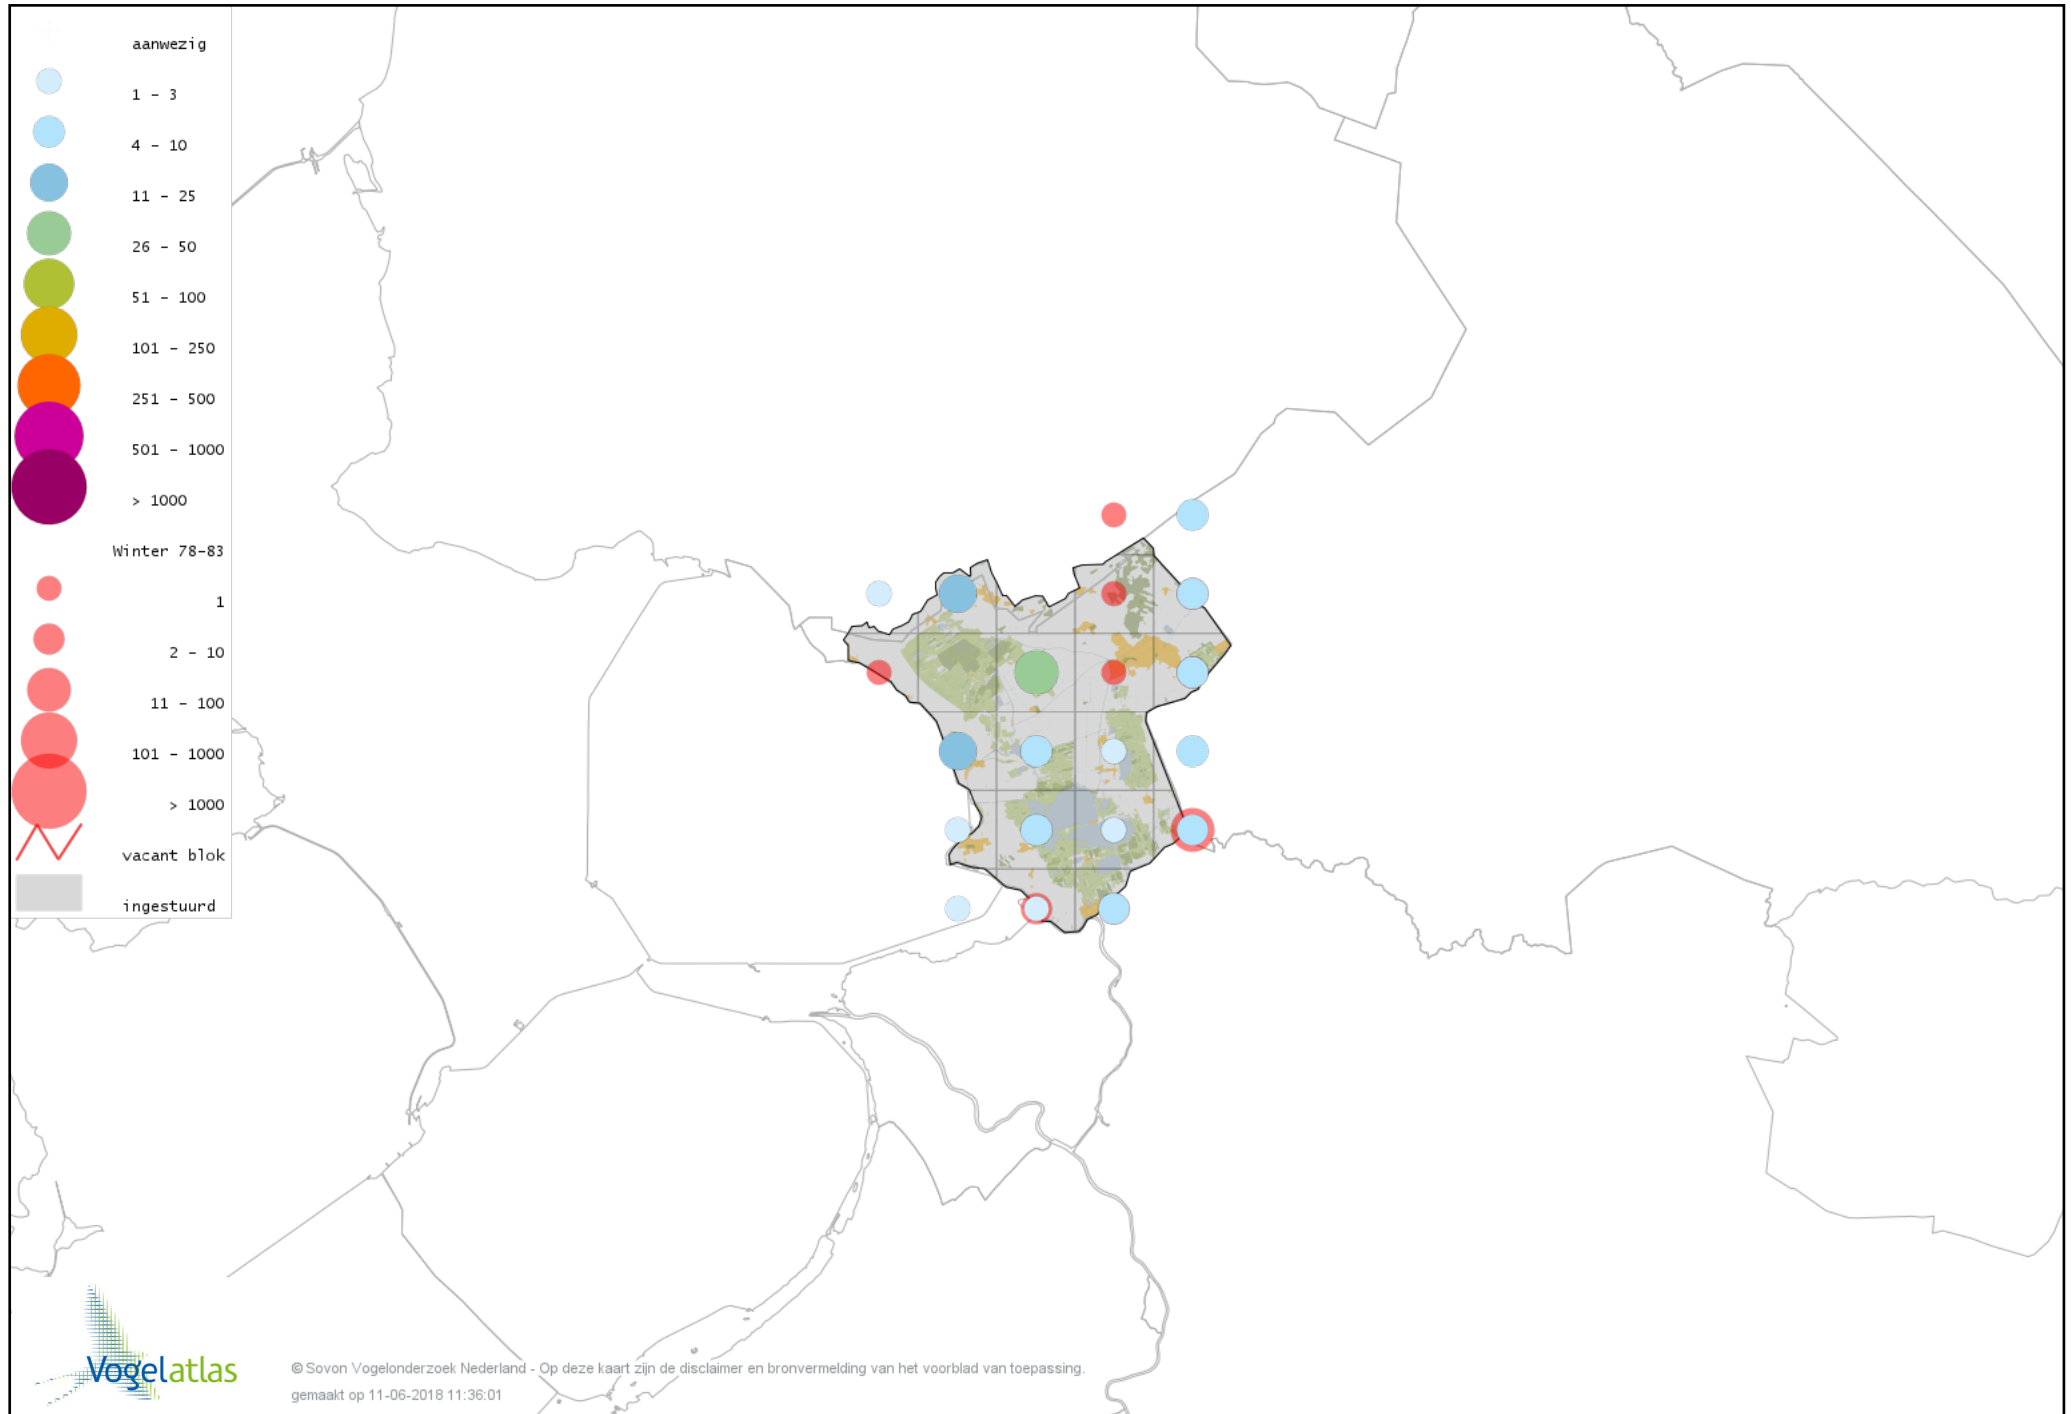 aanwezig
1 - 3
4 - 10
11 - 25
26 - 50
51 - 100
101 - 250
251 - 500
501 - 1000
> 1000
Winter 78-83
1
2 - 10
11 - 100
101 - 1000
> 1000
vacant blok
ingestuurd
Vogelatlas
© Sovon Vogelonderzoek Nederland - Op deze kaart zijn de disclaimer en bronvermelding van het voorblad van toepassing.
gemaakt op 11-06-2018 11:36:01